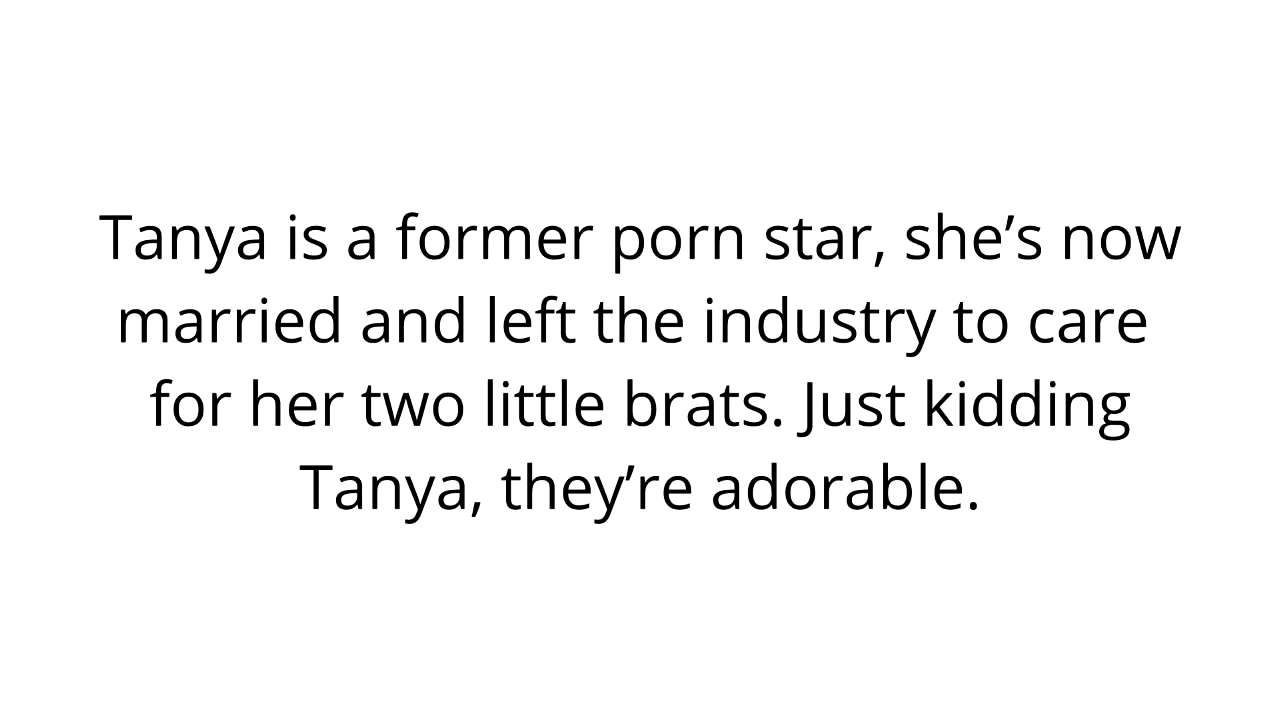 Tanya is a former porn star, she’s now
married and left the industry to care
for her two little brats. Just kidding
Tanya, they’re adorable.